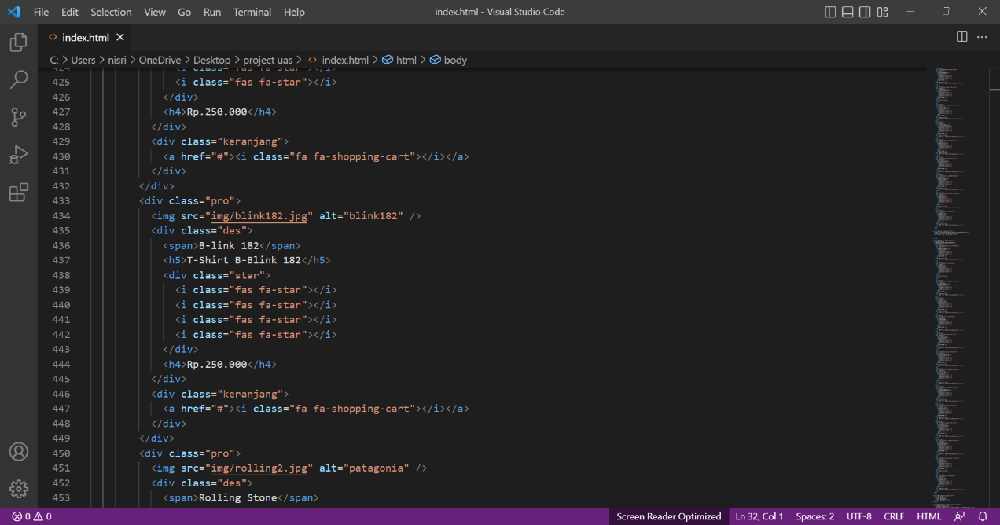 File Edit Selection View Go Run Terminal Help index.html - Visual Studio Code
<> index.html ×
C: > Users > nisri > OneDrive > Desktop > project uas > <> index.html > html > body
424 <i class="fas fa-star"></i>
425 <i class="fas fa-star"></i>
426 </div>
427 <h4>Rp.250.000</h4>
428 </div>
429 <div class="keranjang">
430 <a href="#"><i class="fa fa-shopping-cart"></i></a>
431 </div>
432 </div>
433 <div class="pro">
434 <img src="img/blink182.jpg" alt="blink182" />
435 <div class="des">
436 <span>B-link 182</span>
437 <h5>T-Shirt B-Blink 182</h5>
438 <div class="star">
439 <i class="fas fa-star"></i>
440 <i class="fas fa-star"></i>
441 <i class="fas fa-star"></i>
442 <i class="fas fa-star"></i>
443 </div>
444 <h4>Rp.250.000</h4>
445 </div>
446 <div class="keranjang">
447 <a href="#"><i class="fa fa-shopping-cart"></i></a>
448 </div>
449 </div>
450 <div class="pro">
451 <img src="img/rolling2.jpg" alt="patagonia" />
452 <div class="des">
453 <span>Rolling Stone</span>
0 0 Screen Reader Optimized Ln 32, Col 1 Spaces: 2 UTF-8 CRLF HTML